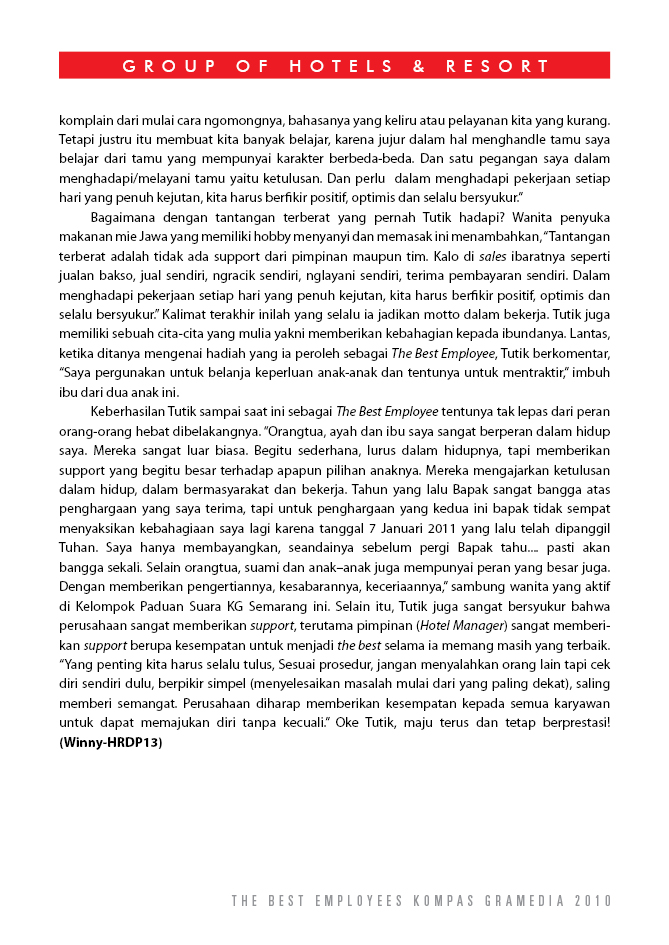 GROUP OF HOTELS & RESORT
komplain dari mulai cara ngomongnya, bahasanya yang keliru atau pelayanan kita yang kurang.
Tetapi justru itu membuat kita banyak belajar, karena jujur dalam hal menghandle tamu saya
belajar dari tamu yang mempunyai karakter berbeda-beda. Dan satu pegangan saya dalam
menghadapi/melayani tamu yaitu ketulusan. Dan perlu  dalam menghadapi pekerjaan setiap
hari yang penuh kejutan, kita harus berfikir positif, optimis dan selalu bersyukur.”
Bagaimana dengan tantangan terberat yang pernah Tutik hadapi? Wanita penyuka
makanan mie Jawa yang memiliki hobby menyanyi dan memasak ini menambahkan, “Tantangan
terberat adalah tidak ada support dari pimpinan maupun tim. Kalo di sales ibaratnya seperti
jualan bakso, jual sendiri, ngracik sendiri, nglayani sendiri, terima pembayaran sendiri. Dalam
menghadapi pekerjaan setiap hari yang penuh kejutan, kita harus berfikir positif, optimis dan
selalu bersyukur.” Kalimat terakhir inilah yang selalu ia jadikan motto dalam bekerja. Tutik juga
memiliki sebuah cita-cita yang mulia yakni memberikan kebahagian kepada ibundanya. Lantas,
ketika ditanya mengenai hadiah yang ia peroleh sebagai The Best Employee, Tutik berkomentar,
“Saya pergunakan untuk belanja keperluan anak-anak dan tentunya untuk mentraktir,” imbuh
ibu dari dua anak ini.
Keberhasilan Tutik sampai saat ini sebagai The Best Employee tentunya tak lepas dari peran
orang-orang hebat dibelakangnya. “Orangtua, ayah dan ibu saya sangat berperan dalam hidup
saya. Mereka sangat luar biasa. Begitu sederhana, lurus dalam hidupnya, tapi memberikan
support yang begitu besar terhadap apapun pilihan anaknya. Mereka mengajarkan ketulusan
dalam hidup, dalam bermasyarakat dan bekerja. Tahun yang lalu Bapak sangat bangga atas
penghargaan yang saya terima, tapi untuk penghargaan yang kedua ini bapak tidak sempat
menyaksikan kebahagiaan saya lagi karena tanggal 7 Januari 2011 yang lalu telah dipanggil
Tuhan. Saya hanya membayangkan, seandainya sebelum pergi Bapak tahu.... pasti akan
bangga sekali. Selain orangtua, suami dan anak–anak juga mempunyai peran yang besar juga.
Dengan memberikan pengertiannya, kesabarannya, keceriaannya,” sambung wanita yang aktif
di Kelompok Paduan Suara KG Semarang ini. Selain itu, Tutik juga sangat bersyukur bahwa
perusahaan sangat memberikan support, terutama pimpinan (Hotel Manager) sangat memberi-
kan support berupa kesempatan untuk menjadi the best selama ia memang masih yang terbaik.
“Yang penting kita harus selalu tulus, Sesuai prosedur, jangan menyalahkan orang lain tapi cek
diri sendiri dulu, berpikir simpel (menyelesaikan masalah mulai dari yang paling dekat), saling
memberi semangat. Perusahaan diharap memberikan kesempatan kepada semua karyawan
untuk dapat memajukan diri tanpa kecuali.” Oke Tutik, maju terus dan tetap berprestasi!
(Winny-HRDP13)
THE BEST EMPLOYEES KOMPAS GRAMEDIA 2010